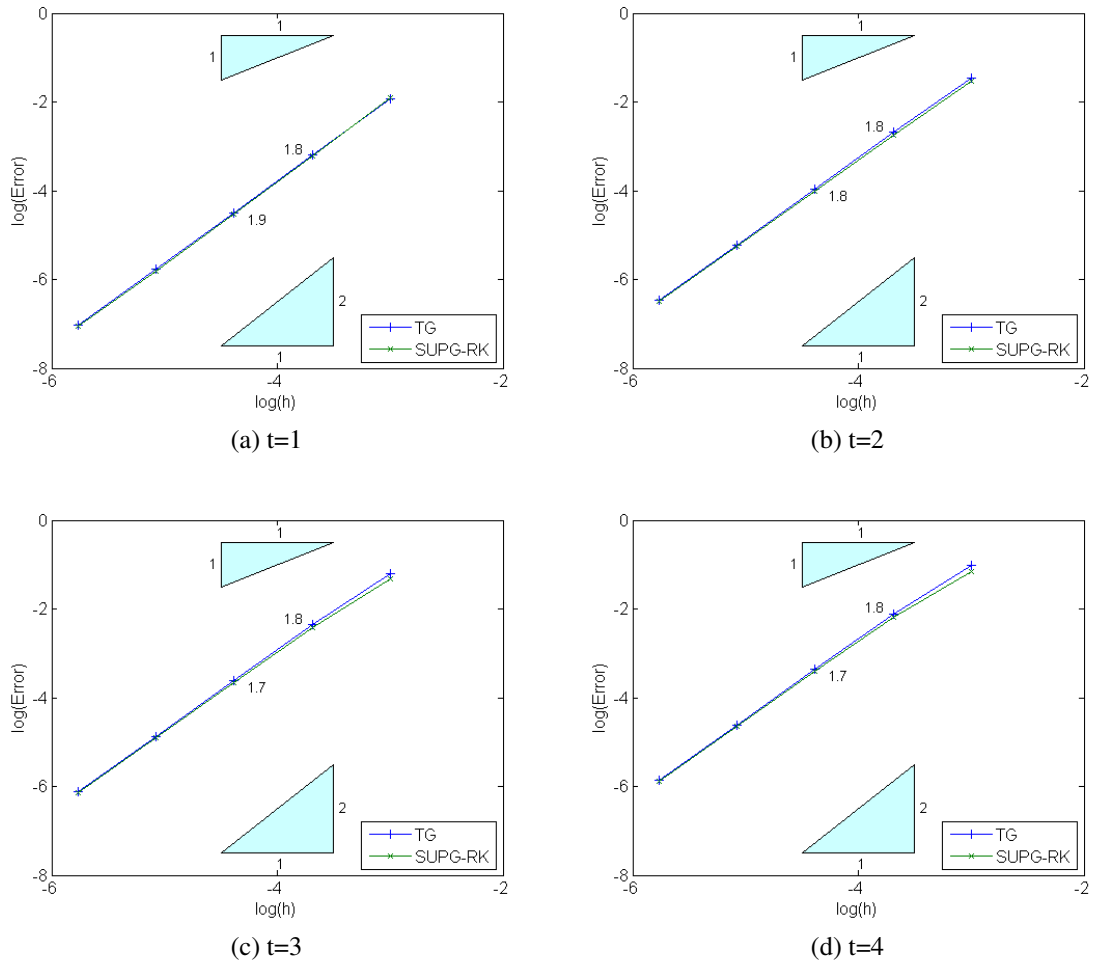 0
-2
-4
-6
-8
-6
-4
-2
log(Error)
log(h)
1
1
1.8
1.9
2
1
TG
SUPG-RK
(a) t=1
0
-2
-4
-6
-8
-6
-4
-2
log(Error)
log(h)
1
1
1.8
1.8
2
1
TG
SUPG-RK
(b) t=2
0
-2
-4
-6
-8
-6
-4
-2
log(Error)
log(h)
1
1
1.8
1.7
2
1
TG
SUPG-RK
(c) t=3
0
-2
-4
-6
-8
-6
-4
-2
log(Error)
log(h)
1
1
1.8
1.7
2
1
TG
SUPG-RK
(d) t=4